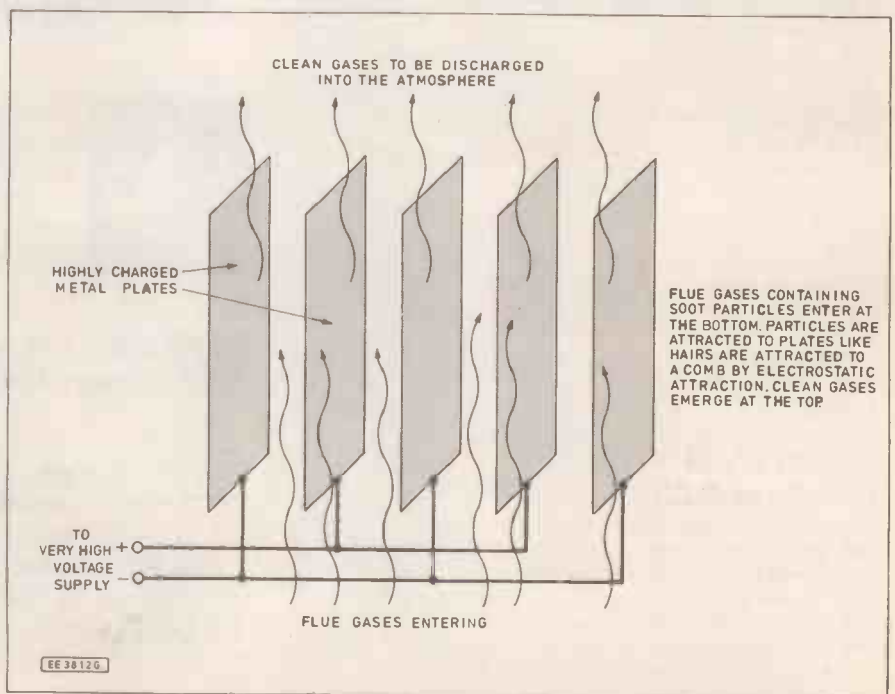 CLEAN GASES TO BE DISCHARGED
INTO THE ATMOSPHERE
HIGHLY CHARGED
METAL PLATES
FLUE GASES CONTAINING
SOOT PARTICLES ENTER AT
THE BOTTOM. PARTICLES ARE
ATTRACTED TO PLATES LIKE
HAIRS ARE ATTRACTED TO
A COMB BY ELECTROSTATIC
ATTRACTION. CLEAN GASES
EMERGE AT THE TOP.
TO
VERY HIGH +
VOLTAGE
SUPPLY -
FLUE GASES ENTERING
EE3812G